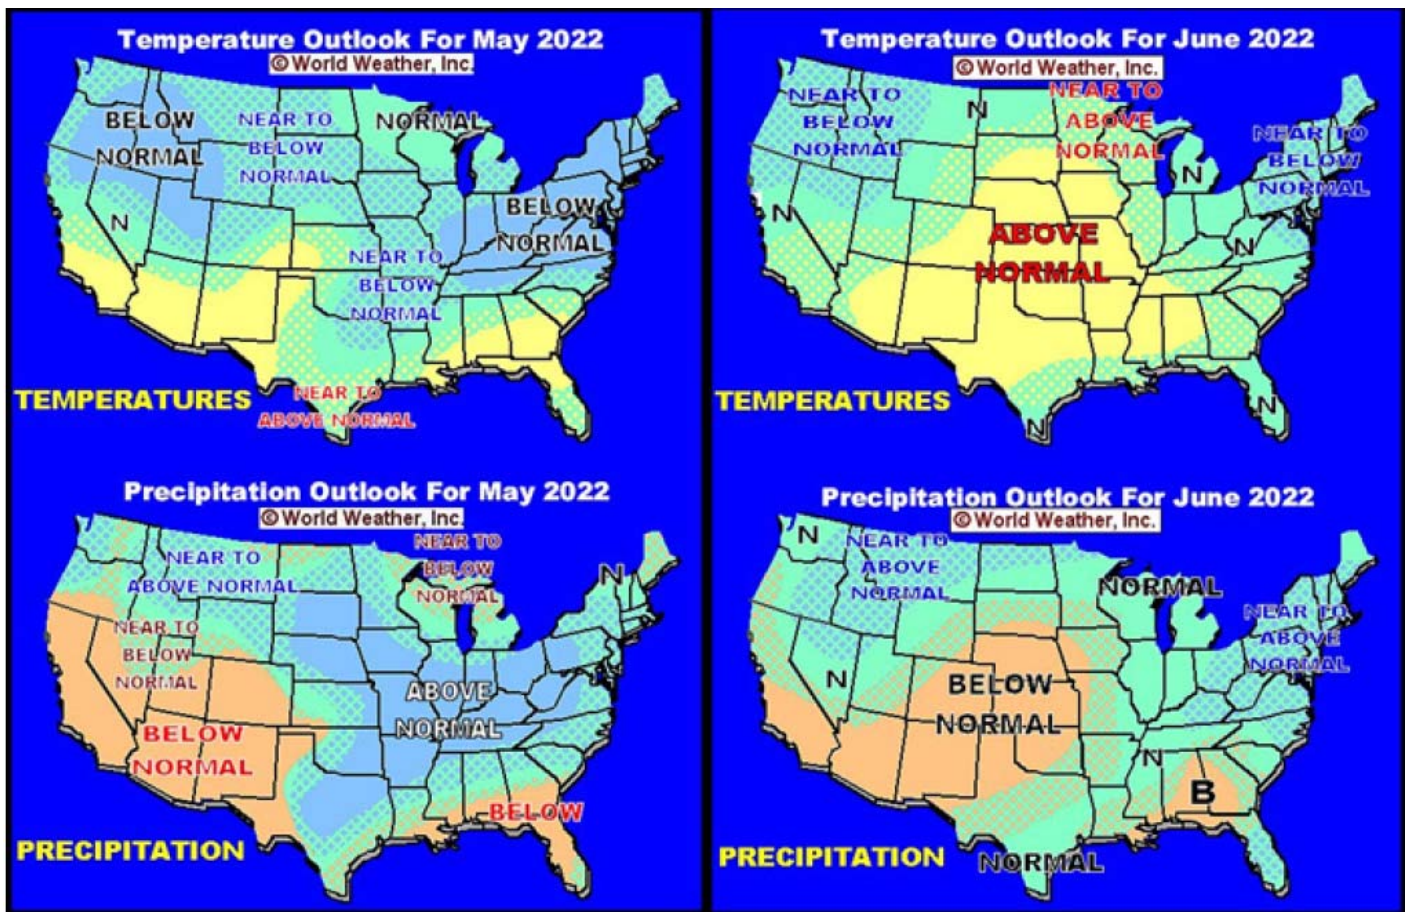 Temperature Outlook For May 2022
© World Weather, Inc.
BELOW
NORMAL
NEAR TO
BELOW
NORMAL
NORMAL
N
BELOW
NORMAL
NEAR TO
BELOW
NORMAL
NEAR TO
ABOVE NORMAL
TEMPERATURES
Temperature Outlook For June 2022
© World Weather, Inc.
NEAR TO
BELOW
NORMAL
N
NEAR TO
ABOVE
NORMAL
N
NEAR TO
BELOW
NORMAL
N
ABOVE
NORMAL
N
N
N
TEMPERATURES
Precipitation Outlook For May 2022
© World Weather, Inc.
NEAR TO
ABOVE NORMAL
NEAR TO
BELOW
NORMAL
N
NEAR TO
BELOW
NORMAL
ABOVE
NORMAL
BELOW
NORMAL
BELOW
PRECIPITATION
Precipitation Outlook For June 2022
© World Weather, Inc.
N
NEAR TO
ABOVE
NORMAL
NORMAL
NEAR TO
ABOVE
NORMAL
N
BELOW
NORMAL
N
B
NORMAL
PRECIPITATION